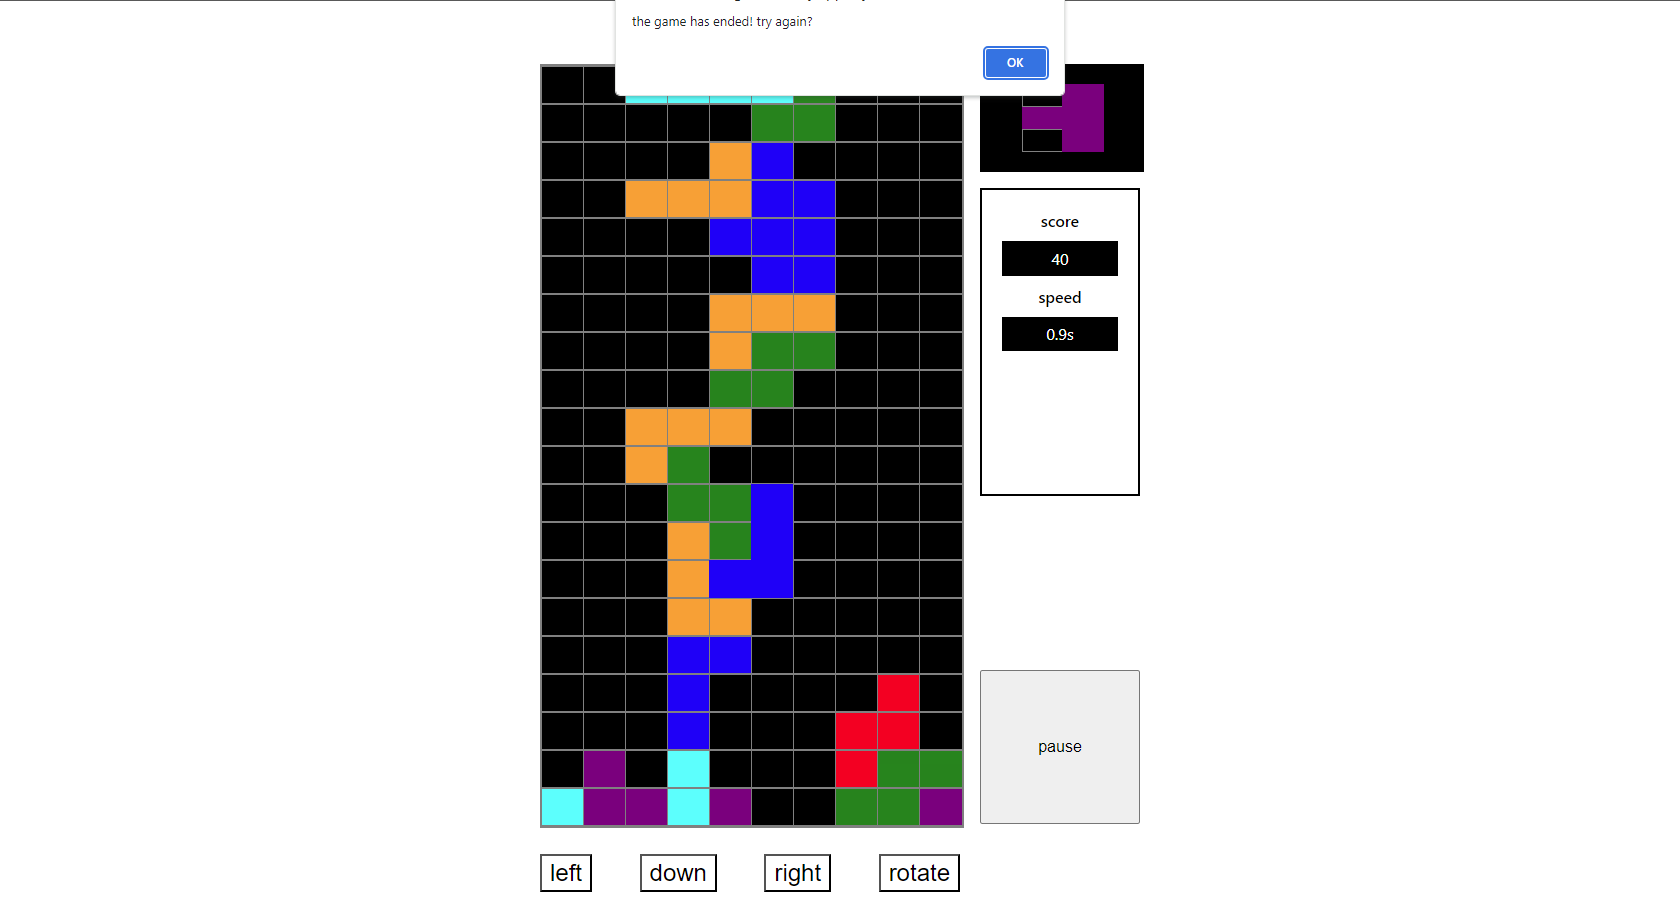 the game has ended! try again?
OK
score
40
speed
0.9s
pause
left
down
right
rotate